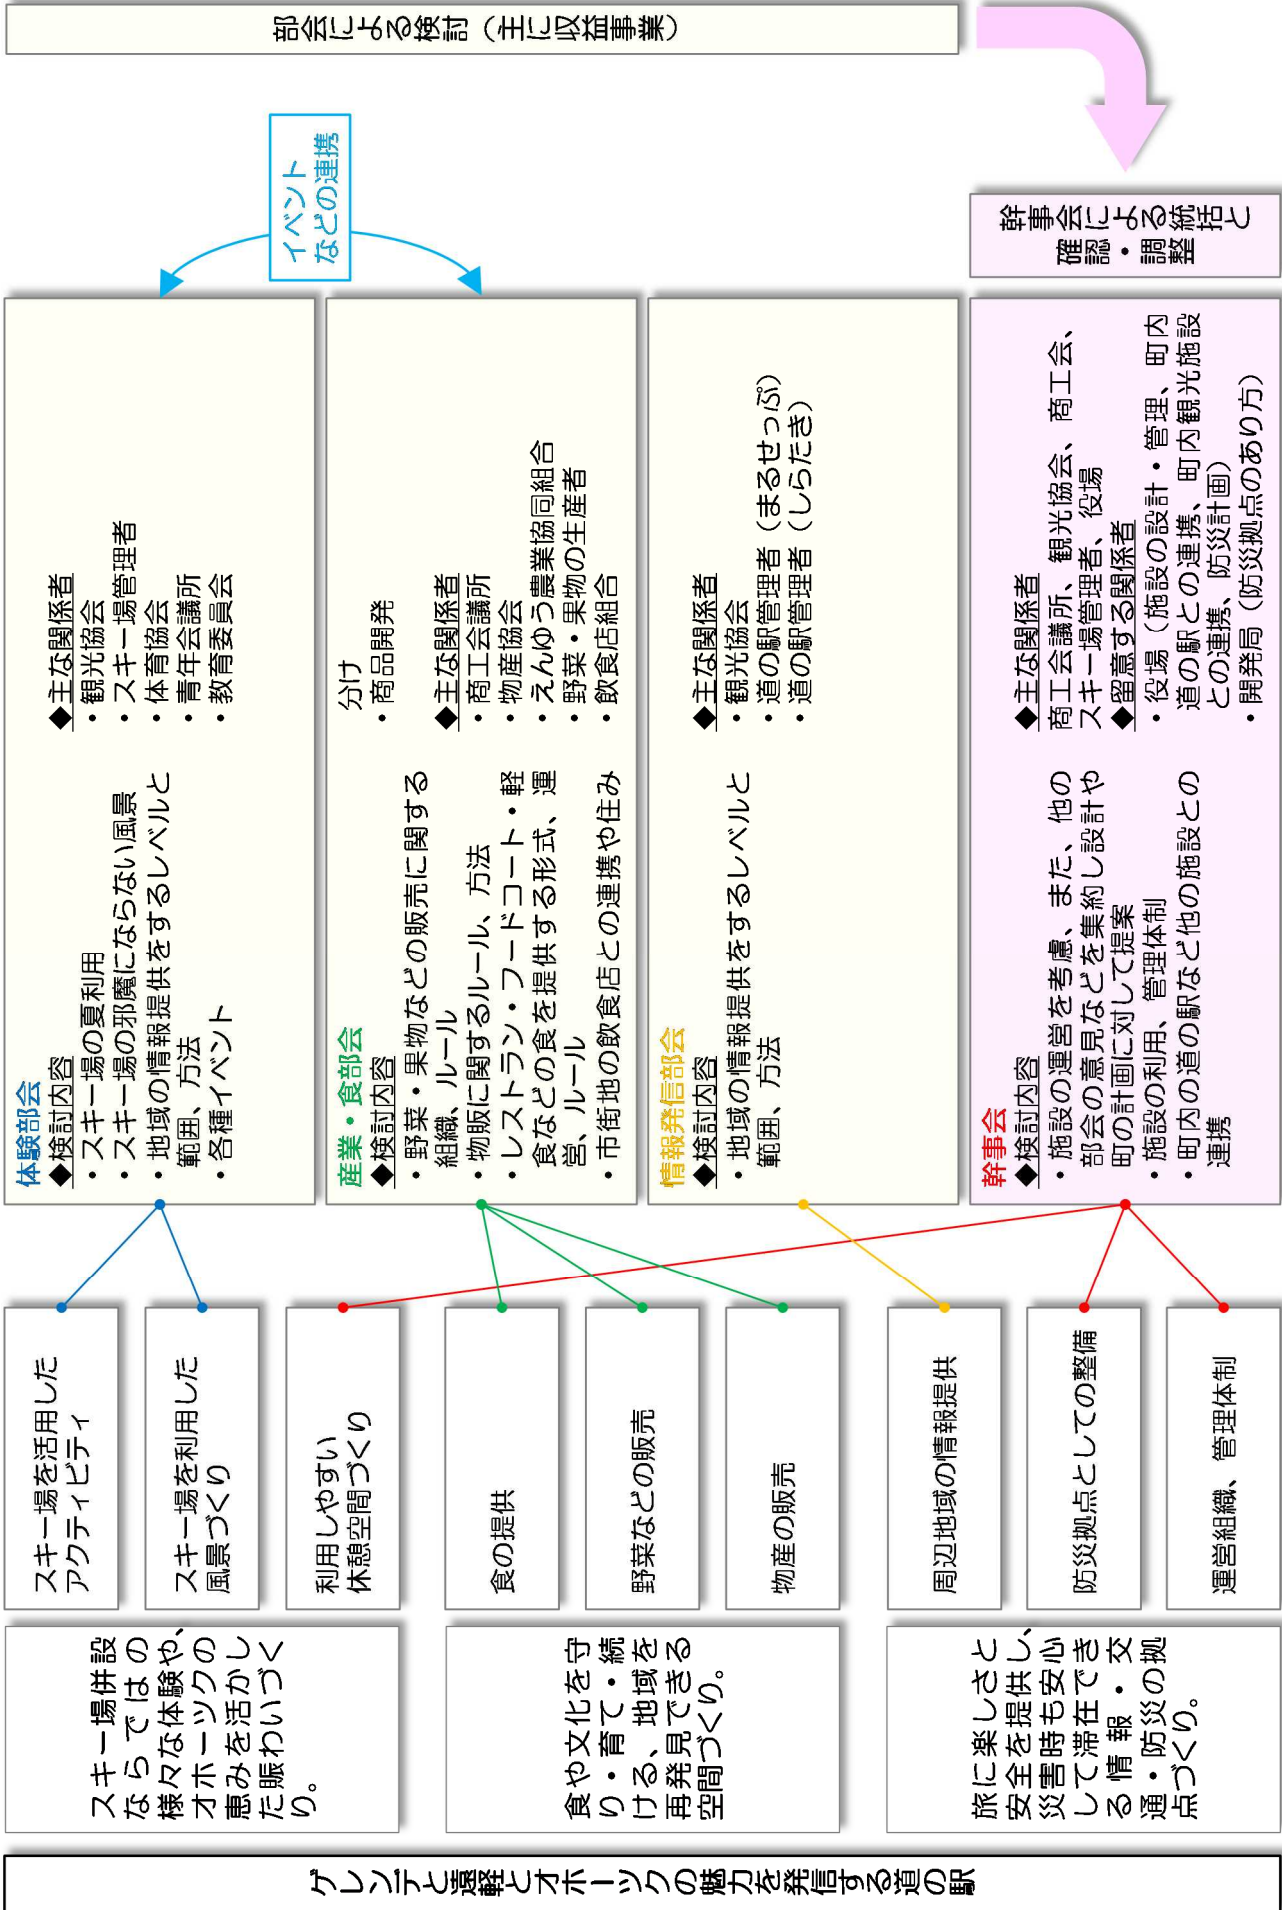 ゲレンデと遠軽とオホーツクの魅力を発信する道の駅
スキー場併設
ならではの
様々な体験や、
オホーツクの
恵みを活かし
た賑わいづく
り。
食や文化を守
り・育て・続
ける、地域を
再発見できる
空間づくり。
旅に楽しさと
安全を提供し、
災害時も安心
して滞在でき
る情報・交
通・防災の拠
点づくり。
スキー場を活用した
アクティビティ
スキー場を利用した
風景づくり
利用しやすい
休憩空間づくり
食の提供
野菜などの販売
物産の販売
周辺地域の情報提供
防災拠点としての整備
運営組織、管理体制
体験部会
◆検討内容
・スキー場の夏利用
・スキー場の邪魔にならない風景
・地域の情報提供をするレベルと
範囲、方法
・各種イベント
◆主な関係者
・観光協会
・スキー場管理者
・体育協会
・青年会議所
・教育委員会
産業・食部会
◆検討内容
・野菜・果物などの販売に関する
組織、ルール
・物販に関するルール、方法
・レストラン・フードコート・軽
食などの食を提供する形式、運
営、ルール
・市街地の飲食店との連携や住み
分け
・商品開発
◆主な関係者
・商工会議所
・物産協会
・えんゆう農業協同組合
・野菜・果物の生産者
・飲食店組合
情報発信部会
◆検討内容
・地域の情報提供をするレベルと
範囲、方法
◆主な関係者
・観光協会
・道の駅管理者（まるせっぷ）
・道の駅管理者（しらたき）
幹事会
◆検討内容
・施設の運営を考慮、また、他の
部会の意見などを集約し設計や
町の計画に対して提案
・施設の利用、管理体制
・町内の道の駅など他の施設との
連携
◆主な関係者
商工会議所、観光協会、商工会、
スキー場管理者、役場
◆留意する関係者
・役場（施設の設計・管理、町内
道の駅との連携、町内観光施設
との連携、防災計画）
・開発局（防災拠点のあり方）
イベント
などの連携
部会による検討（主に収益事業）
幹事会による統括と
確認・調整